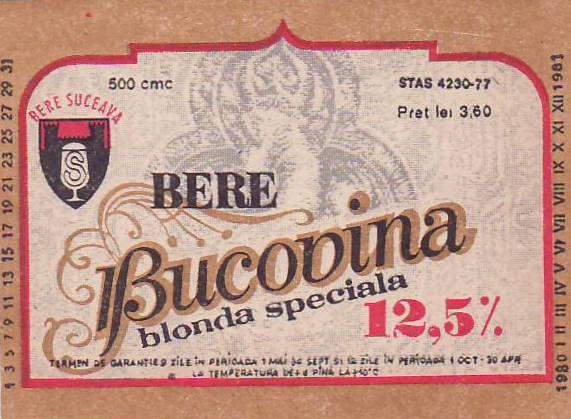 500 cmc
STAS 4230-77
Pret lei 3,60
BERE SUCEAVA
S
BERE
Bucovina
blonda speciala
12,5%
TERMEN DE GARANTIE 9 ZILE IN PERIOADA 1 MAI 30 SEPT SI 12 ZILE IN PERIOADA 1 OCT - 30 APR
LA TEMPERATURA DE + 6 PINA LA +10°C
1 3 5 7 9 11 13 15 17 19 21 23 25 27 29 31
1980 I II III IV V VI VII VIII IX X XI XII 1981